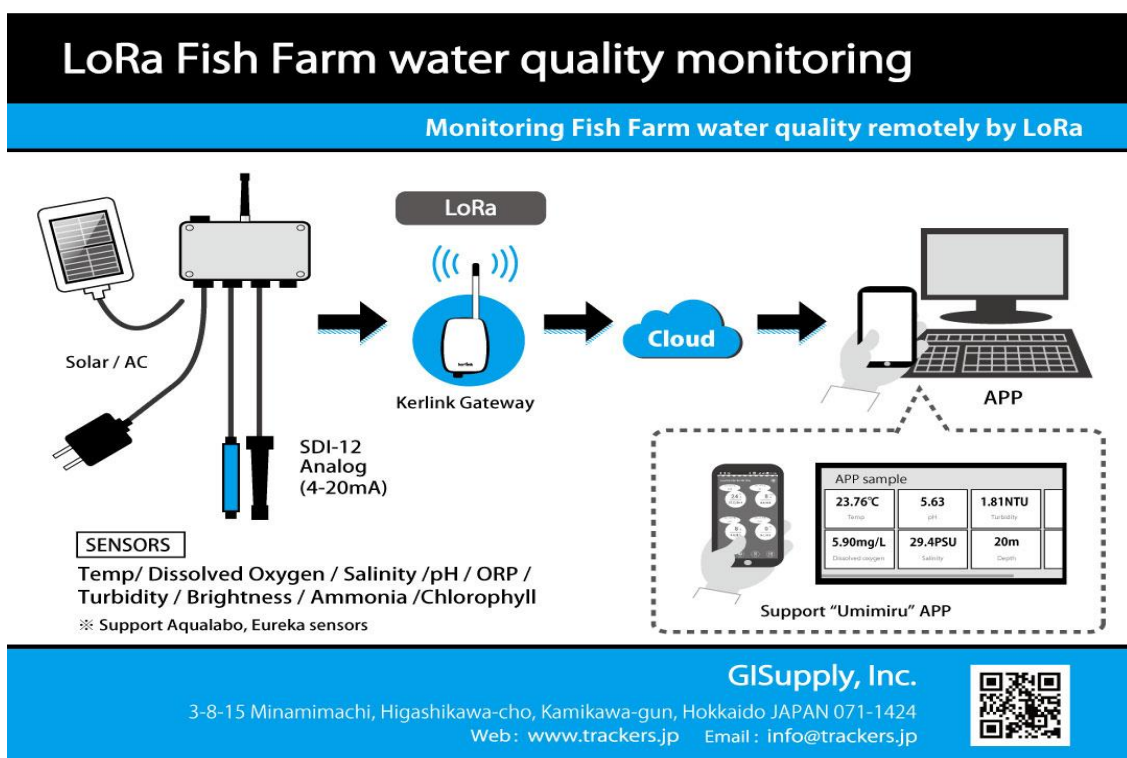 LoRa Fish Farm water quality monitoring
Monitoring Fish Farm water quality remotely by LoRa
LoRa
Solar / AC
Kerlink Gateway
Cloud
APP
SDI-12
Analog
(4-20mA)
SENSORS
Temp/ Dissolved Oxygen / Salinity /pH / ORP /
Turbidity / Brightness / Ammonia /Chlorophyll
※ Support Aqualabo, Eureka sensors
APP sample
23.76℃ 5.63 1.81NTU
Temp pH Turbidity
5.90mg/L 29.4PSU 20m
Dissolved oxygen Salinity Depth
Support “Umimiru” APP
GISupply, Inc.
3-8-15 Minamimachi, Higashikawa-cho, Kamikawa-gun, Hokkaido JAPAN 071-1424
Web : www.trackers.jp Email : info@trackers.jp